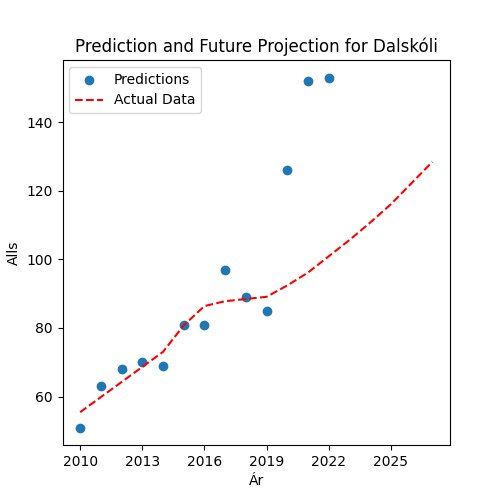 Prediction and Future Projection for Dalskóli
Predictions
Actual Data
140
120
100
80
60
Alls
2010 2013 2016 2019 2022 2025
Ár